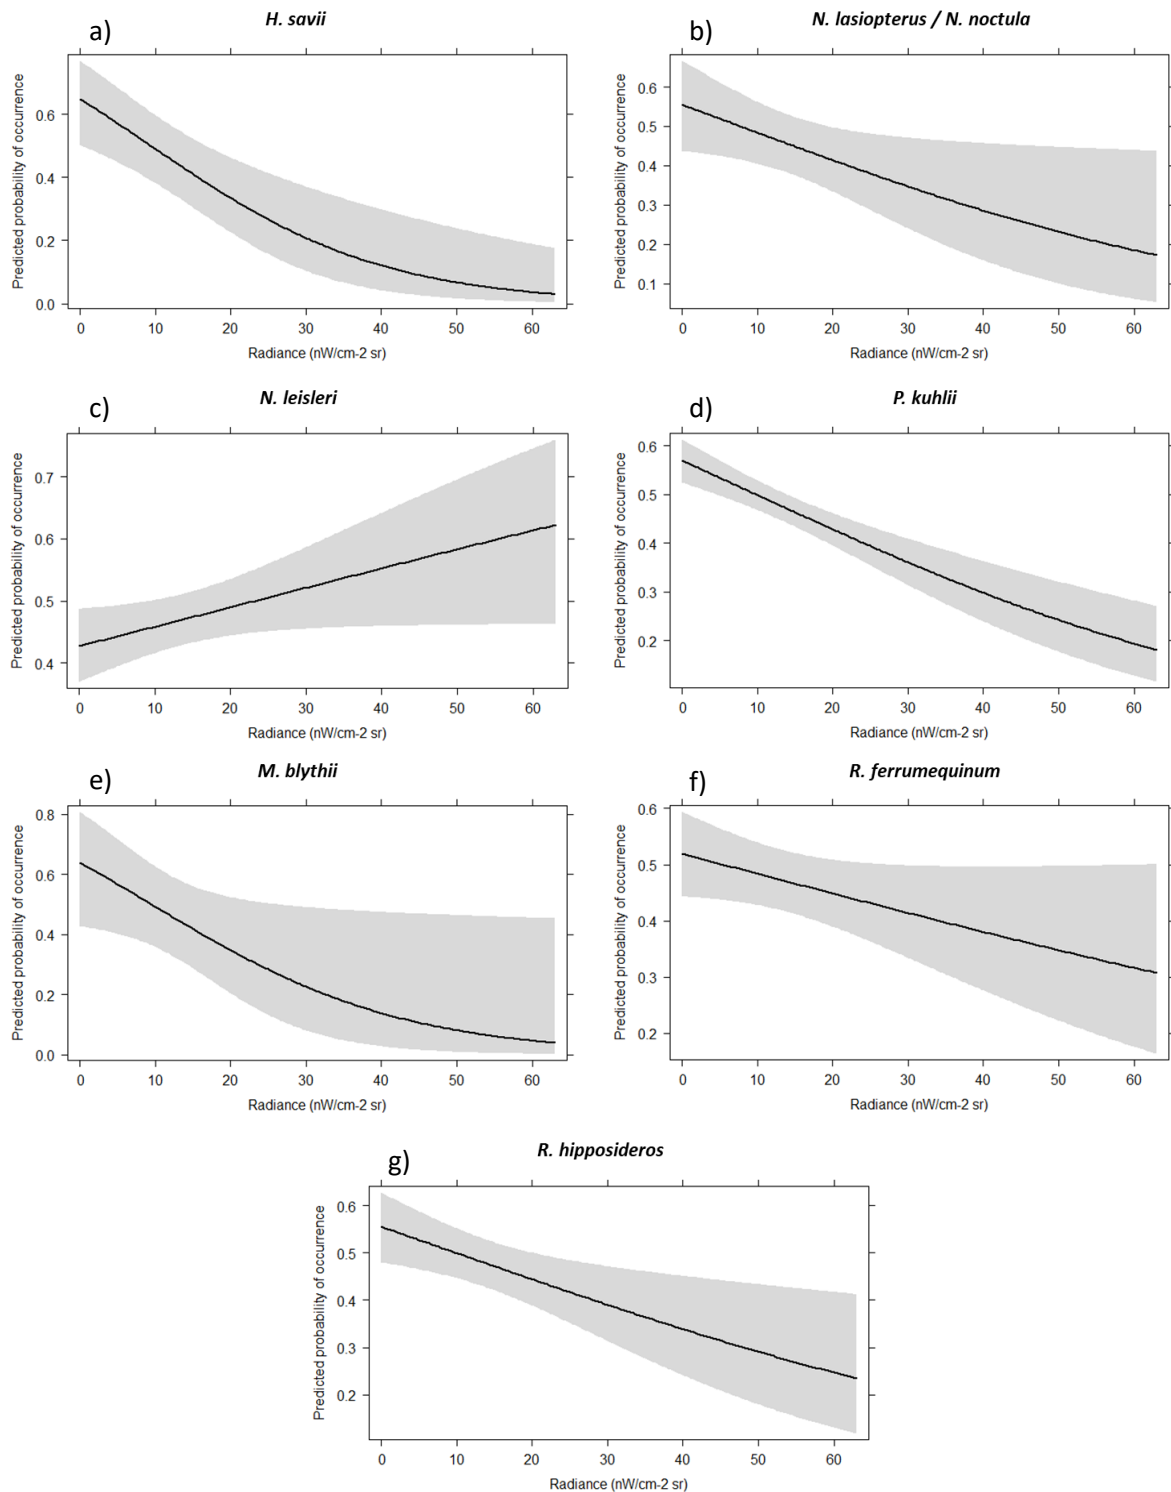 H. savii
a)
Predicted probability of occurrence
0.6
0.4
0.2
0.0
0 10 20 30 40 50 60
Radiance (nW/cm-2 sr)
N. lasiopterus / N. noctula
b)
Predicted probability of occurrence
0.6
0.5
0.4
0.3
0.2
0.1
0 10 20 30 40 50 60
Radiance (nW/cm-2 sr)
N. leisleri
c)
Predicted probability of occurrence
0.7
0.6
0.5
0.4
0 10 20 30 40 50 60
Radiance (nW/cm-2 sr)
P. kuhlii
d)
Predicted probability of occurrence
0.6
0.5
0.4
0.3
0.2
0 10 20 30 40 50 60
Radiance (nW/cm-2 sr)
M. blythii
e)
Predicted probability of occurrence
0.8
0.6
0.4
0.2
0.0
0 10 20 30 40 50 60
Radiance (nW/cm-2 sr)
R. ferrumequinum
f)
Predicted probability of occurrence
0.6
0.5
0.4
0.3
0.2
0 10 20 30 40 50 60
Radiance (nW/cm-2 sr)
R. hipposideros
g)
Predicted probability of occurrence
0.6
0.5
0.4
0.3
0.2
0 10 20 30 40 50 60
Radiance (nW/cm-2 sr)